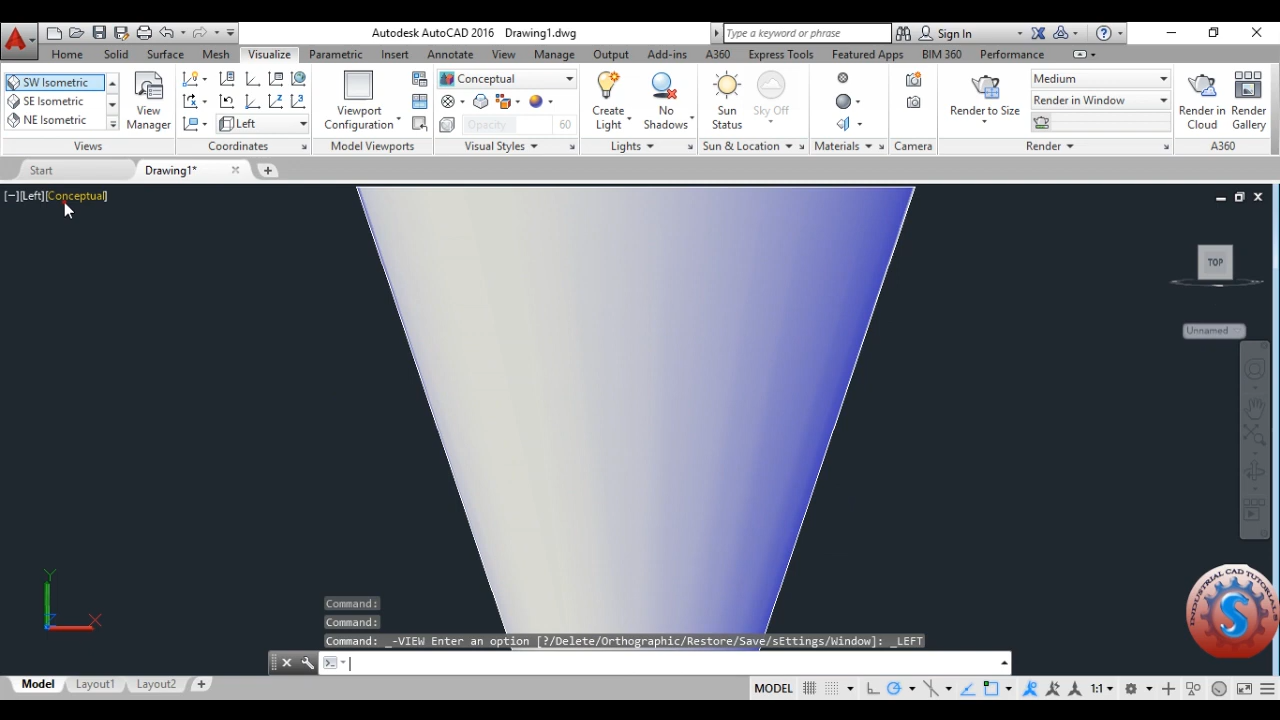 Autodesk AutoCAD 2016 Drawing1.dwg
Type a keyword or phrase
Sign In
Home Solid Surface Mesh Visualize Parametric Insert Annotate View Manage Output Add-ins A360 Express Tools Featured Apps BIM 360 Performance
SW Isometric
SE Isometric
NE Isometric
View
Manager
Left
Viewport
Configuration
Conceptual
Opacity 60
Create
Light
No
Shadows
Sun
Status
Sky Off
Render to Size
Medium
Render in Window
Render in
Cloud
Render
Gallery
Views Coordinates Model Viewports Visual Styles Lights Sun & Location Materials Camera Render A360
Start Drawing1*
[−][Left][Conceptual]
TOP
Unnamed
Y
X
Command:
Command:
Command: _-VIEW Enter an option [?/Delete/Orthographic/Restore/Save/sEttings/Window]: _LEFT
INDUSTRIAL CAD TUTORIALS
S
Model Layout1 Layout2 +
MODEL 1:1